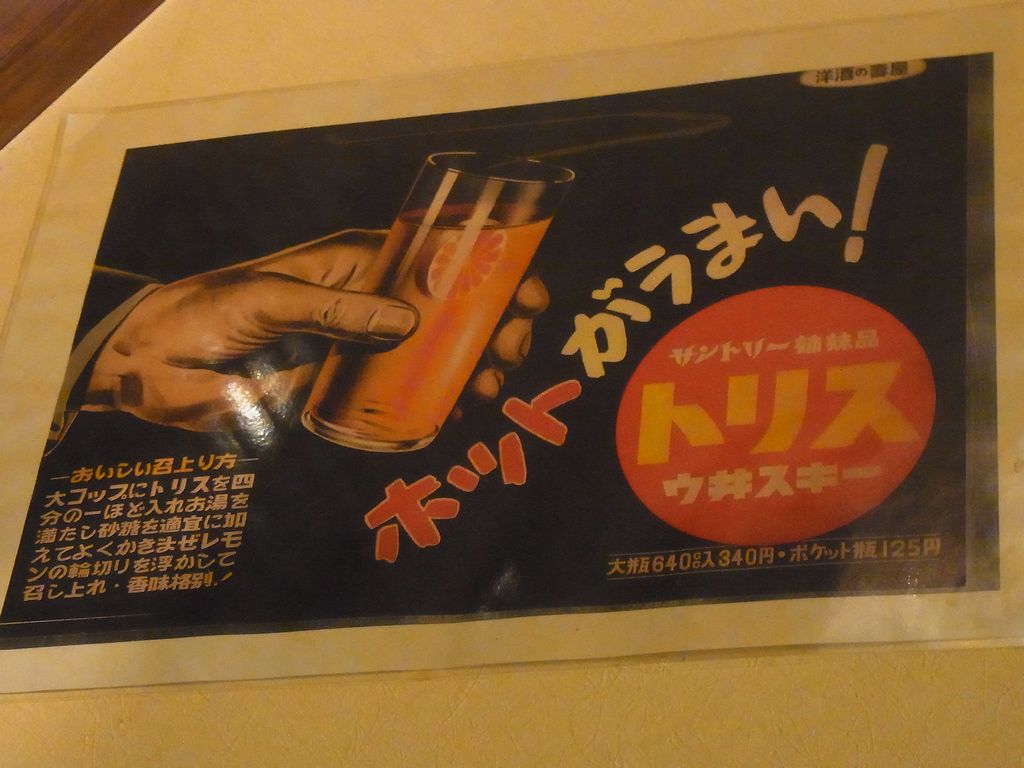 洋酒の壽屋
ホットがうまい!
サントリー姉妹品
トリス
ウ井スキー
大瓶640cc入340円・ポケット瓶125円
おいしい召上り方
大コップにトリスを四
分の一ほど入れお湯を
満たし砂糖を適宜に加
えてよくかきまぜレモ
ンの輪切りを浮かして
召し上れ・香味格別!